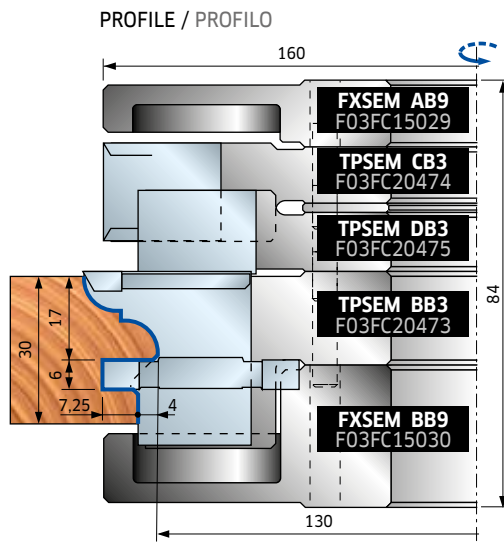 PROFILE / PROFILO
160
FXSEM AB9
F03FC15029
TPSEM CB3
F03FC20474
TPSEM DB3
F03FC20475
TPSEM BB3
F03FC20473
84
17
30
6
7,25
4
FXSEM BB9
F03FC15030
130